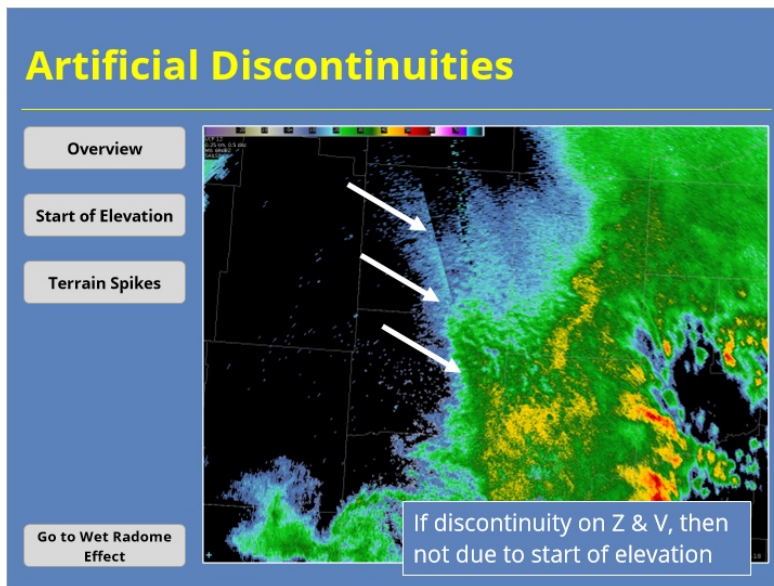 Artificial Discontinuities
Overview
Start of Elevation
Terrain Spikes
Go to Wet Radome
Effect
If discontinuity on Z & V, then
not due to start of elevation